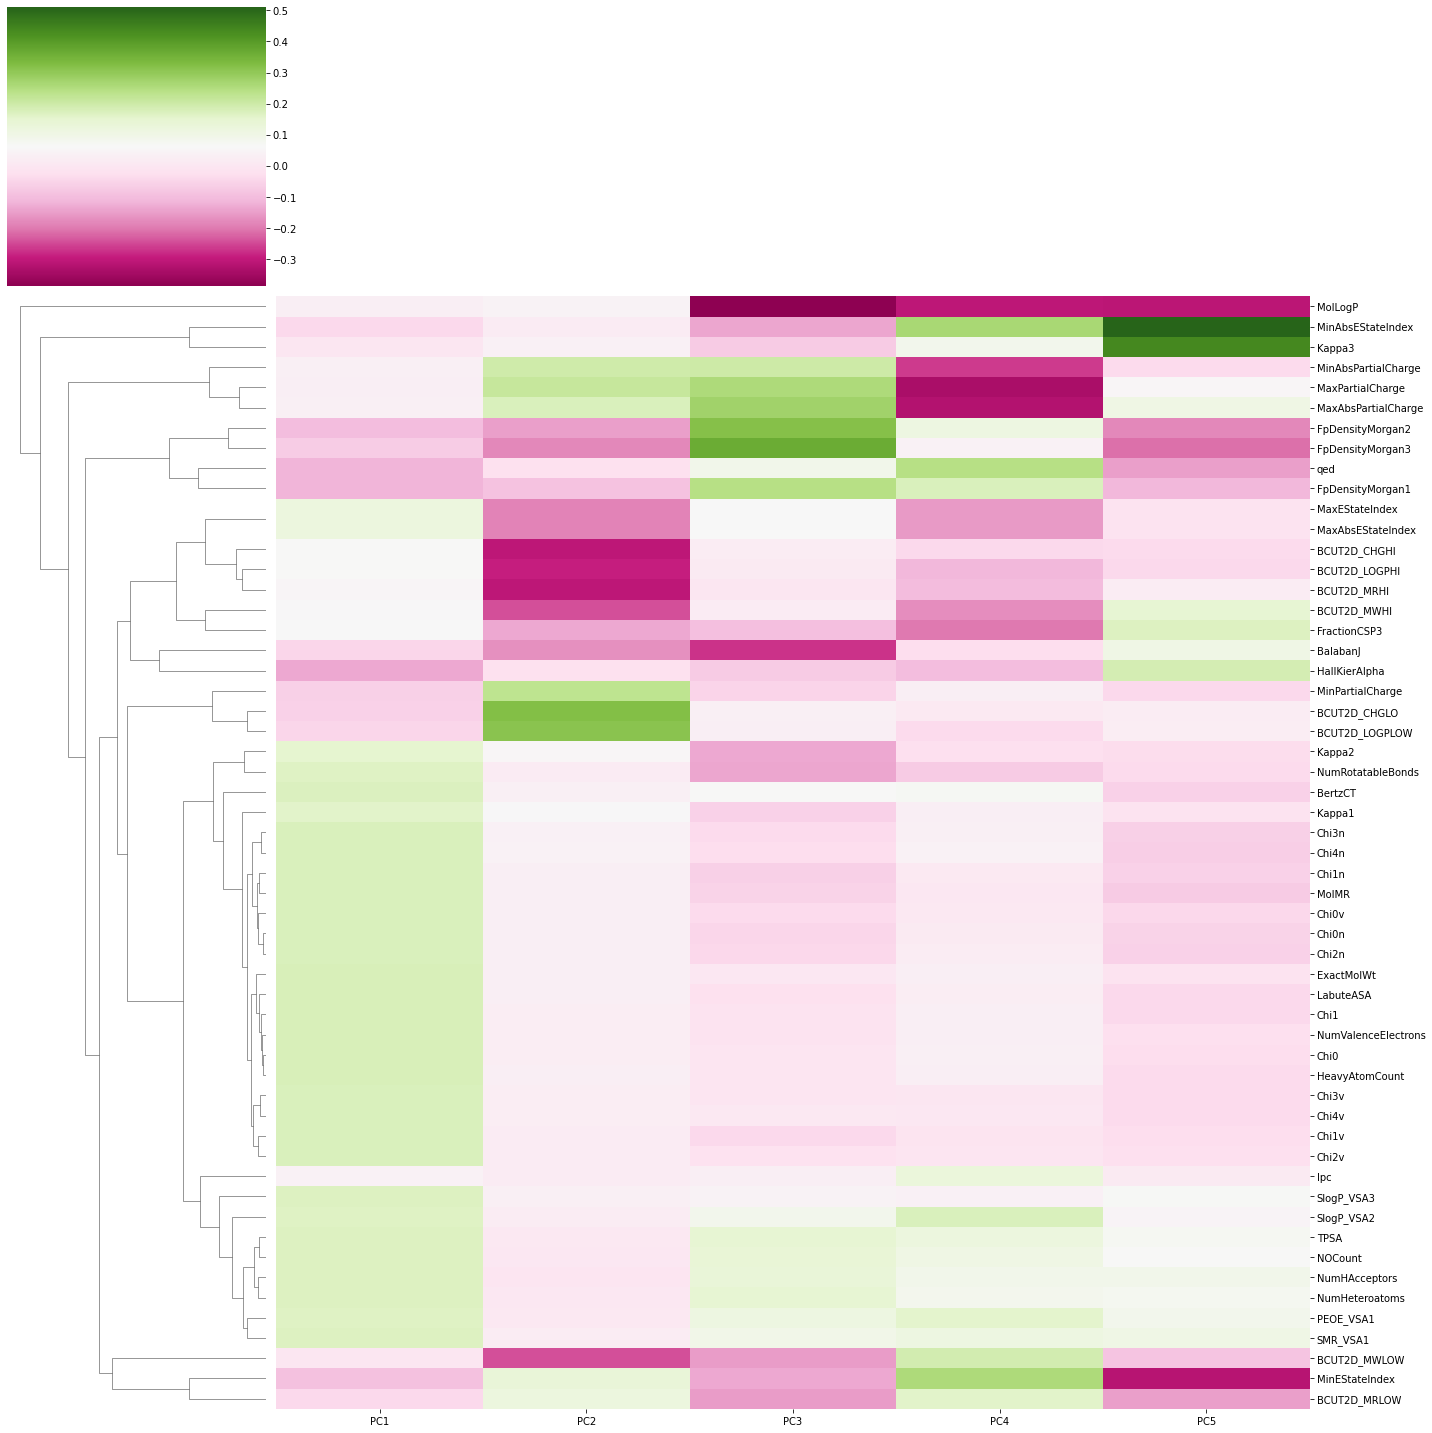 0.5
0.4
0.3
0.2
0.1
0.0
−0.1
−0.2
−0.3
MolLogP
MinAbsEStateIndex
Kappa3
MinAbsPartialCharge
MaxPartialCharge
MaxAbsPartialCharge
FpDensityMorgan2
FpDensityMorgan3
qed
FpDensityMorgan1
MaxEStateIndex
MaxAbsEStateIndex
BCUT2D_CHGHI
BCUT2D_LOGPHI
BCUT2D_MRHI
BCUT2D_MWHI
FractionCSP3
BalabanJ
HallKierAlpha
MinPartialCharge
BCUT2D_CHGLO
BCUT2D_LOGPLOW
Kappa2
NumRotatableBonds
BertzCT
Kappa1
Chi3n
Chi4n
Chi1n
MolMR
Chi0v
Chi0n
Chi2n
ExactMolWt
LabuteASA
Chi1
NumValenceElectrons
Chi0
HeavyAtomCount
Chi3v
Chi4v
Chi1v
Chi2v
Ipc
SlogP_VSA3
SlogP_VSA2
TPSA
NOCount
NumHAcceptors
NumHeteroatoms
PEOE_VSA1
SMR_VSA1
BCUT2D_MWLOW
MinEStateIndex
BCUT2D_MRLOW
PC1 PC2 PC3 PC4 PC5